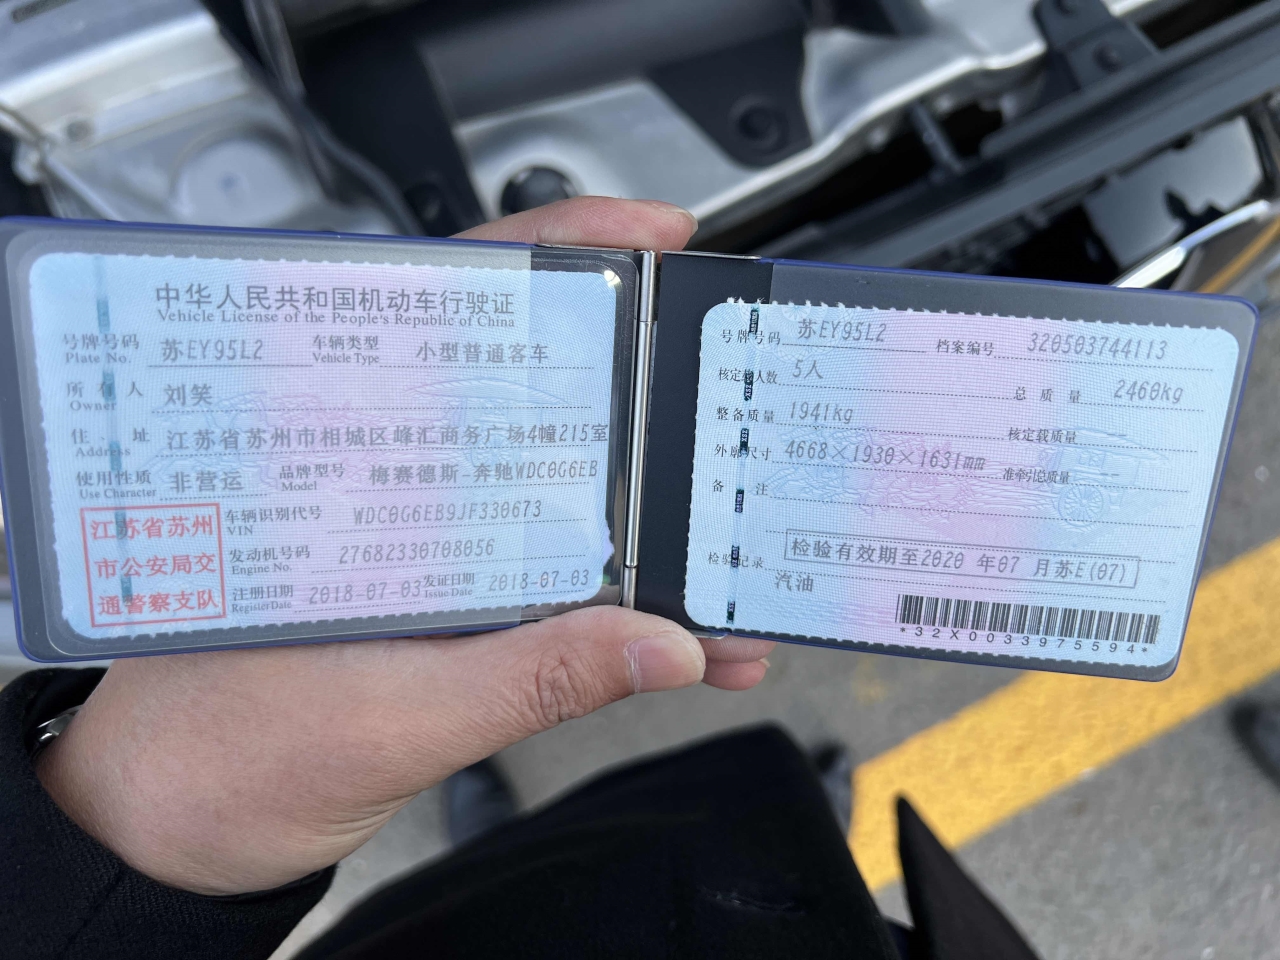 中华人民共和国机动车行驶证
Vehicle License of the People's Republic of China
号牌号码 苏EY95L2 车辆类型 小型普通客车
Plate No. Vehicle Type
所有人 刘笑
Owner
住址 江苏省苏州市相城区峰汇商务广场4幢215室
Address
使用性质 非营运 品牌型号 梅赛德斯-奔驰WDC0G6EB
Use Character Model
江苏省苏州
市公安局交
通警察支队
车辆识别代号 WDC0G6EB9JF330673
VIN
发动机号码 27682330708056
Engine No.
注册日期 2018-07-03 发证日期 2018-07-03
Register Date Issue Date
号牌号码 苏EY95L2 档案编号 320503744113
核定载人数 5人 总质量 2460kg
整备质量 1941kg 核定载质量
外廓尺寸 4668×1930×1631mm 准牵引总质量 --
备注
检验记录 检验有效期至2020年07月苏E(07)
汽油
*32X0033975594*